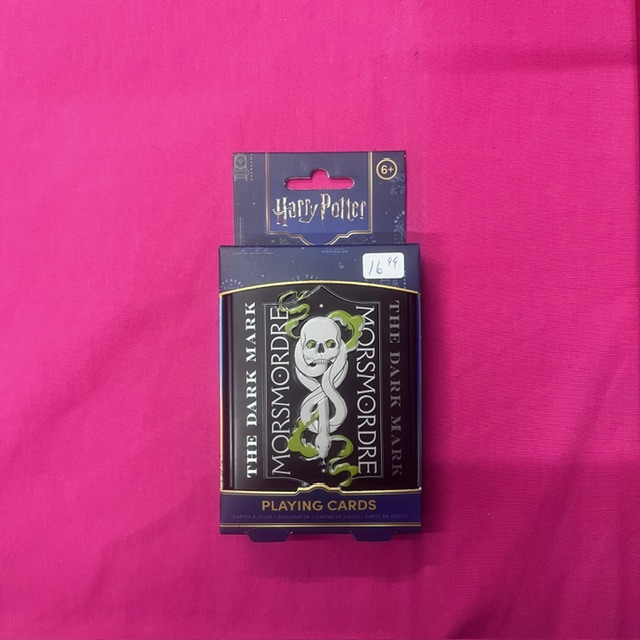 6+
Harry Potter
16.99
THE DARK MARK
MORSMORDRE
MORSMORDRE
THE DARK MARK
PLAYING CARDS